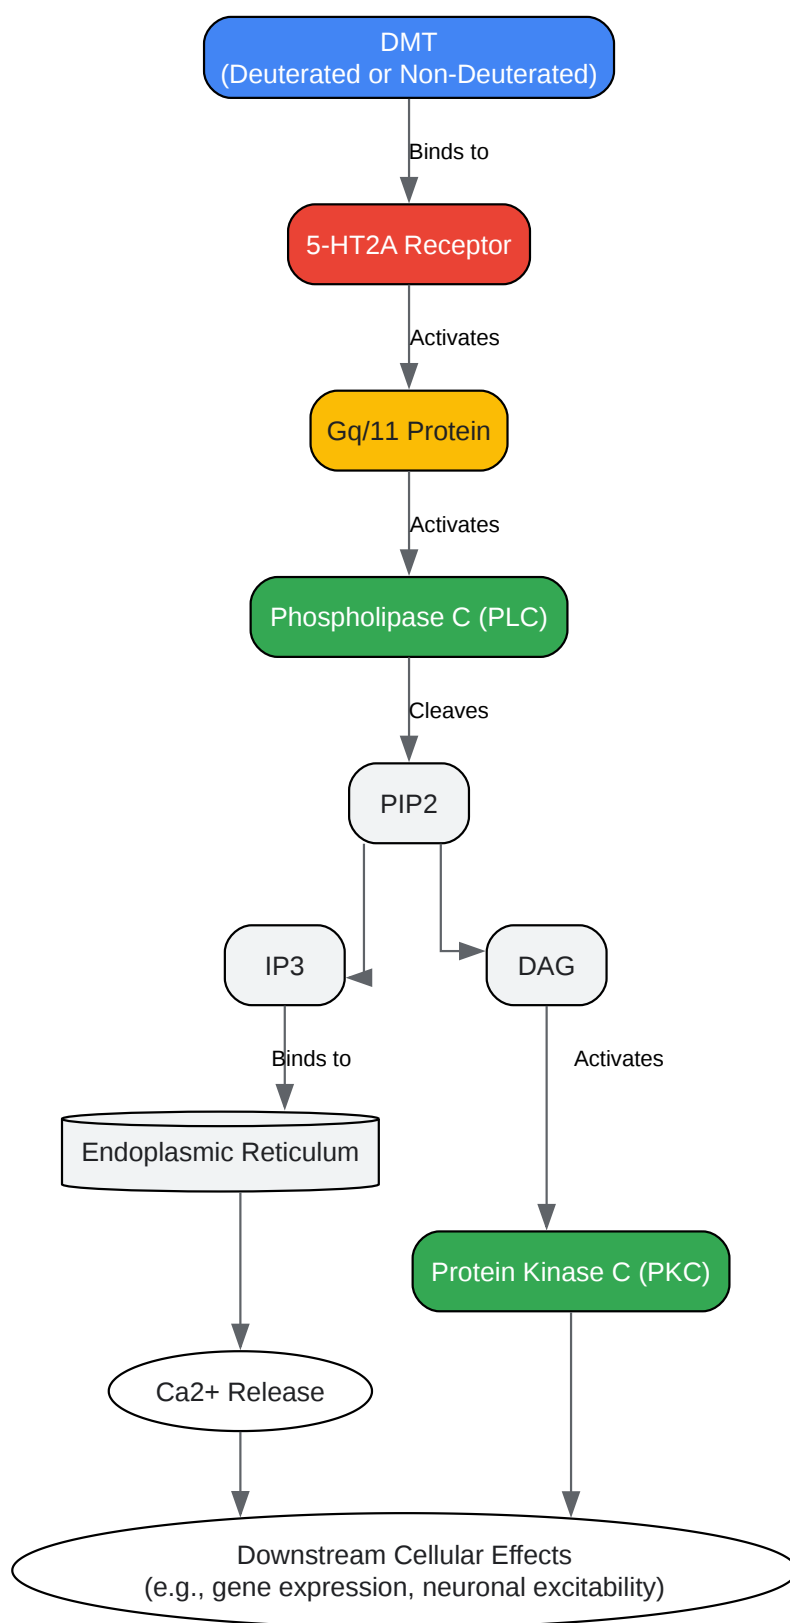 DMT
(Deuterated or Non-Deuterated)
Binds to
5-HT2A Receptor
Activates
Gq/11 Protein
Activates
Phospholipase C (PLC)
Cleaves
PIP2
IP3
DAG
Binds to
Activates
Endoplasmic Reticulum
Protein Kinase C (PKC)
Ca2+ Release
Downstream Cellular Effects
(e.g., gene expression, neuronal excitability)